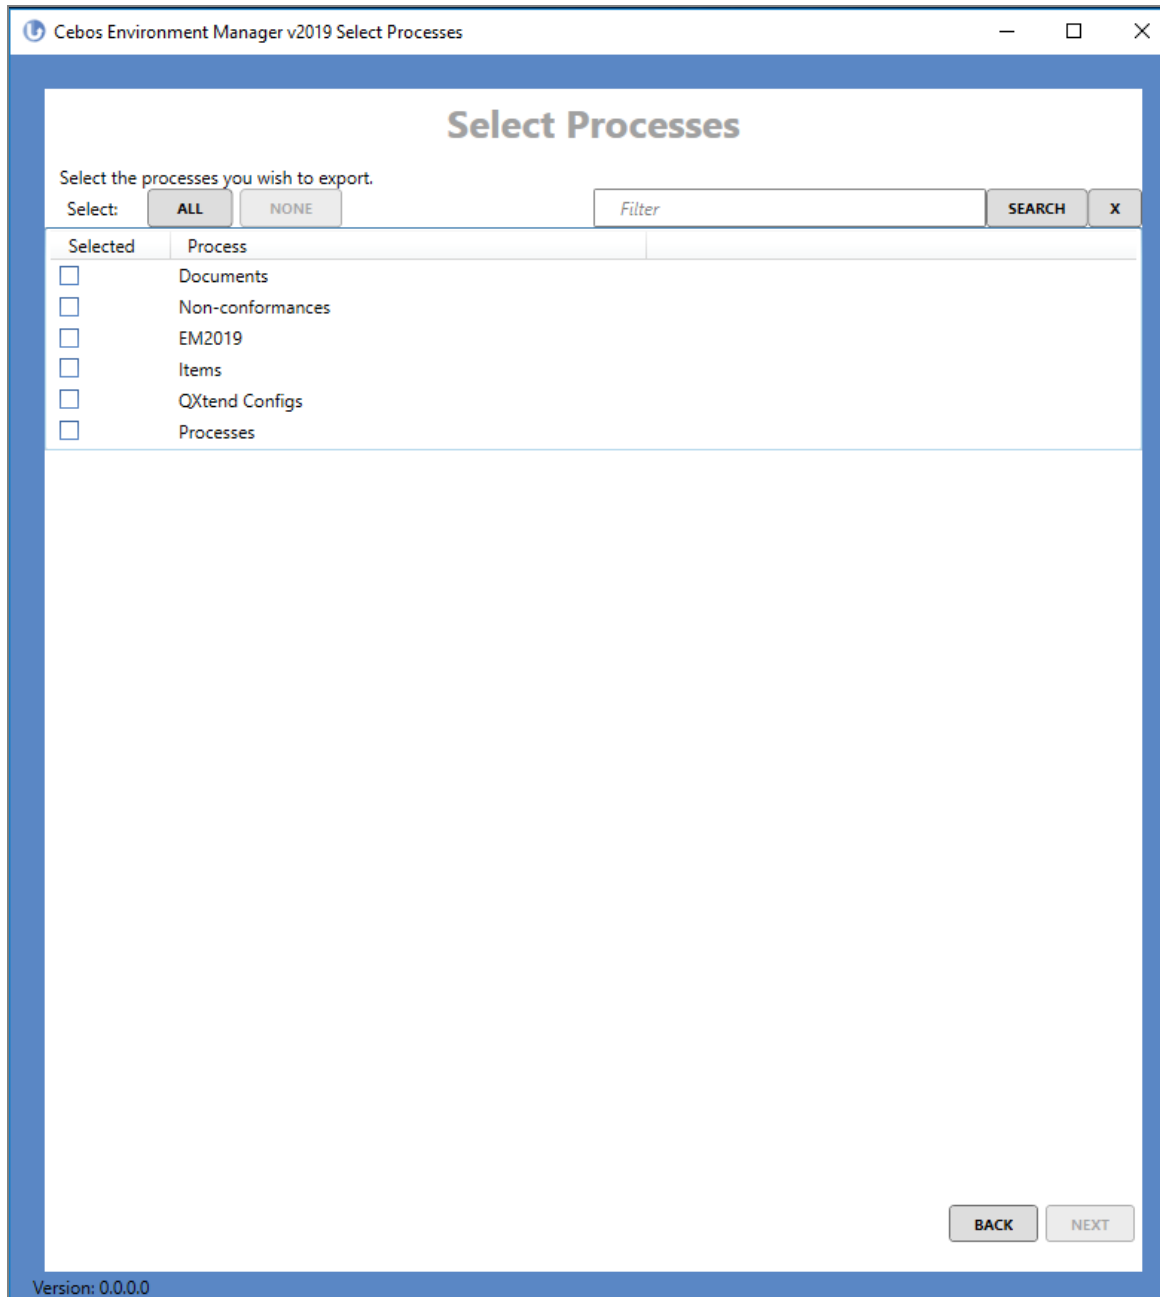 Cebos Environment Manager v2019 Select Processes
Select Processes
Select the processes you wish to export.
Select: ALL NONE Filter SEARCH X
Selected Process
Documents
Non-conformances
EM2019
Items
QXtend Configs
Processes
BACK NEXT
Version: 0.0.0.0